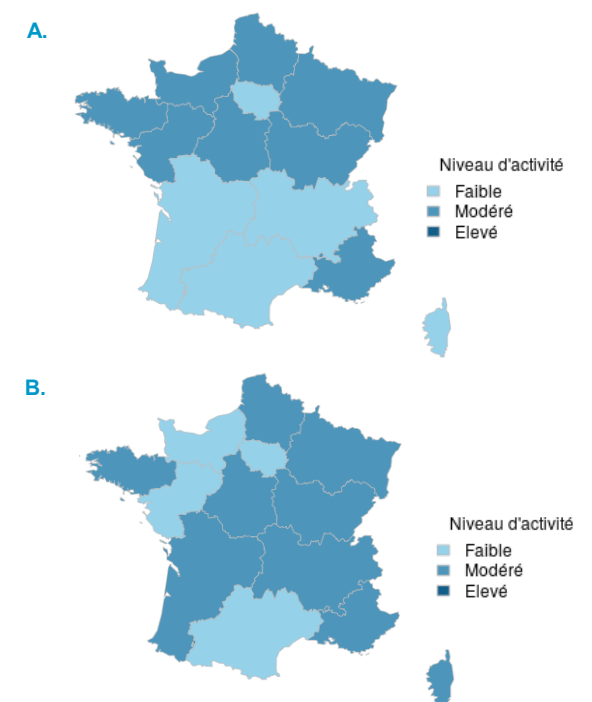 A.
Niveau d'activité
Faible
Modéré
Elevé
B.
Niveau d'activité
Faible
Modéré
Elevé